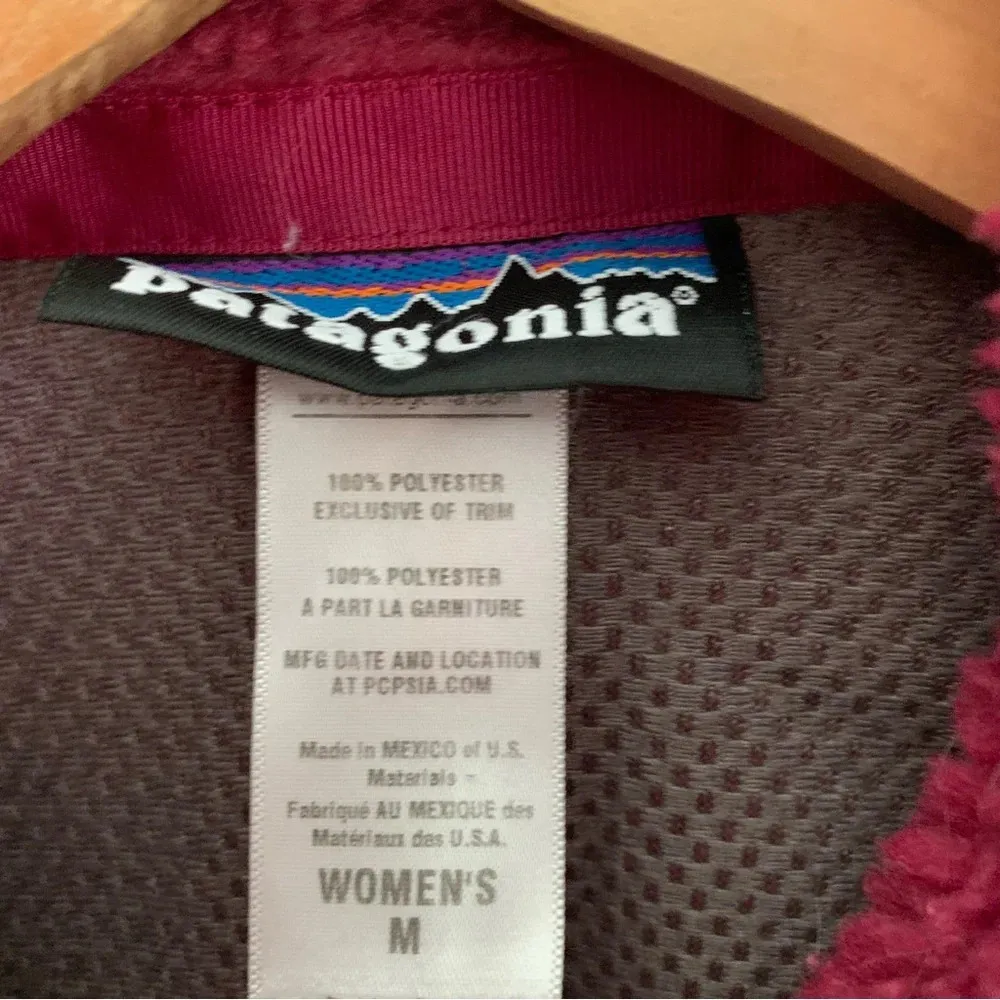 patagonia®
100% POLYESTER
EXCLUSIVE OF TRIM
100% POLYESTER
A PART LA GARNITURE
MFG DATE AND LOCATION
AT PCPSIA.COM
Made in MEXICO of U.S.
Materials -
Fabriqué AU MEXIQUE des
Matériaux des U.S.A.
WOMEN'S
M